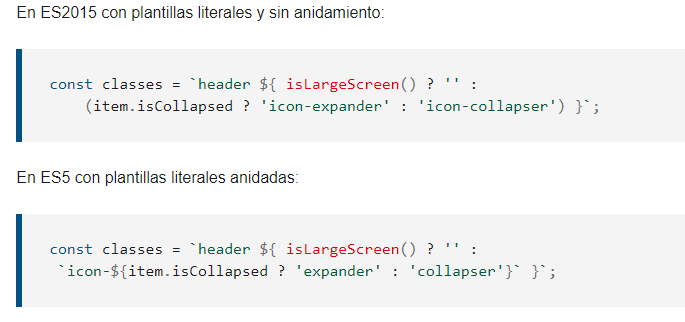 En ES2015 con plantillas literales y sin anidamiento:
const classes = `header ${ isLargeScreen() ? '' :
(item.isCollapsed ? 'icon-expander' : 'icon-collapser') }`;
En ES5 con plantillas literales anidadas:
const classes = `header ${ isLargeScreen() ? '' :
`icon-${item.isCollapsed ? 'expander' : 'collapser'}` }`;